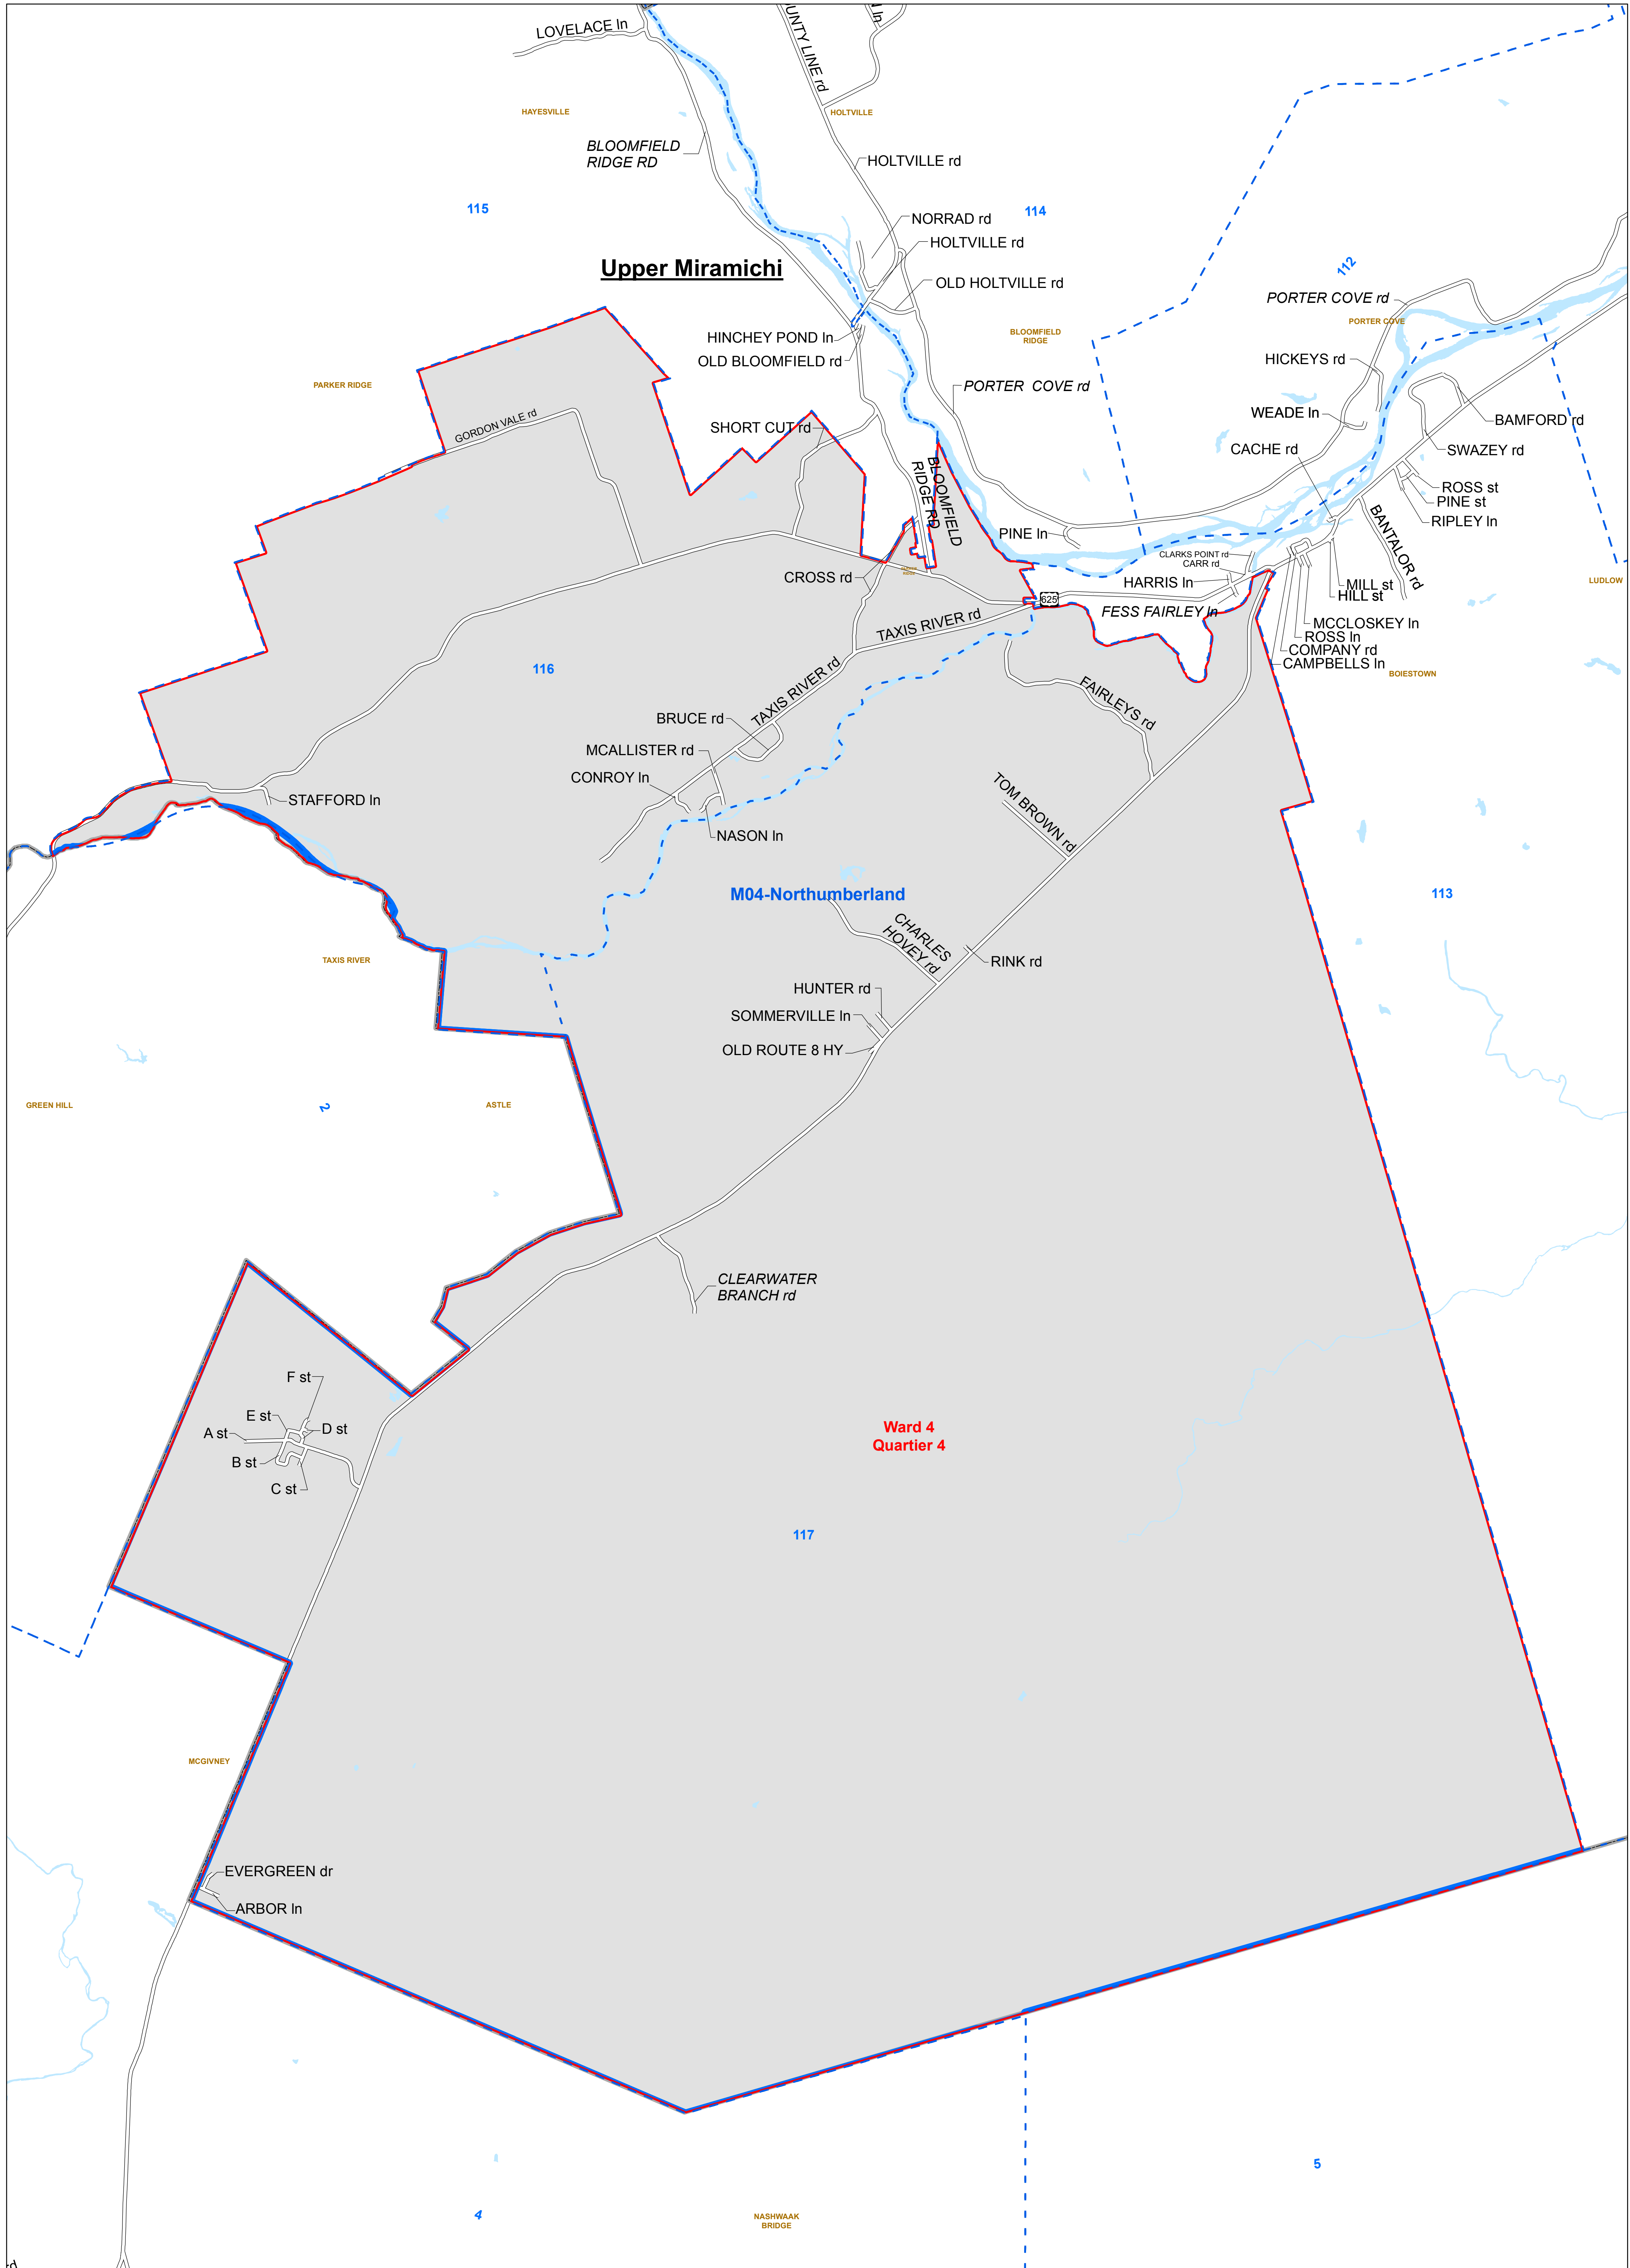 LOVELACE ln
UNTY LINE rd
ln
HAYESVILLE
HOLTVILLE
BLOOMFIELD
RIDGE RD
HOLTVILLE rd
115
114
NORRAD rd
HOLTVILLE rd
Upper Miramichi
112
OLD HOLTVILLE rd
PORTER COVE rd
PORTER COVE
HINCHEY POND ln
BLOOMFIELD
RIDGE
OLD BLOOMFIELD rd
HICKEYS rd
PARKER RIDGE
PORTER COVE rd
WEADE ln
BAMFORD rd
GORDON VALE rd
SHORT CUT rd
CACHE rd
SWAZEY rd
BLOOMFIELD
RIDGE RD
ROSS st
PINE st
RIPLEY ln
PINE ln
BANTALOR rd
CLARKS POINT rd
CARR rd
CROSS rd
HARRIS ln
MILL st
LUDLOW
HILL st
625
FESS FAIRLEY ln
TAXIS RIVER rd
MCCLOSKEY ln
ROSS ln
COMPANY rd
CAMPBELLS ln
116
BOIESTOWN
TAXIS RIVER rd
FAIRLEYS rd
BRUCE rd
MCALLISTER rd
CONROY ln
STAFFORD ln
TOM BROWN rd
NASON ln
M04-Northumberland
113
CHARLES
HOVEY rd
TAXIS RIVER
RINK rd
HUNTER rd
SOMMERVILLE ln
OLD ROUTE 8 HY
GREEN HILL
2
ASTLE
CLEARWATER
BRANCH rd
F st
E st
A st
D st
B st
C st
Ward 4
Quartier 4
117
MCGIVNEY
EVERGREEN dr
ARBOR ln
5
4
NASHWAAK
BRIDGE